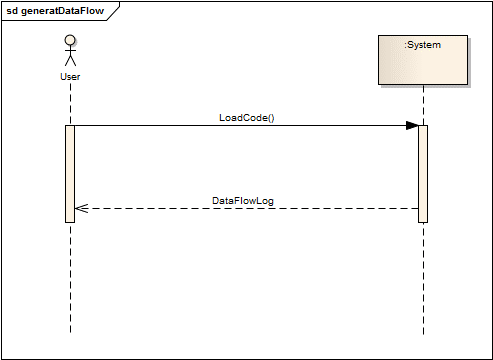 sd generatDataFlow
:System
User
LoadCode()
DataFlowLog